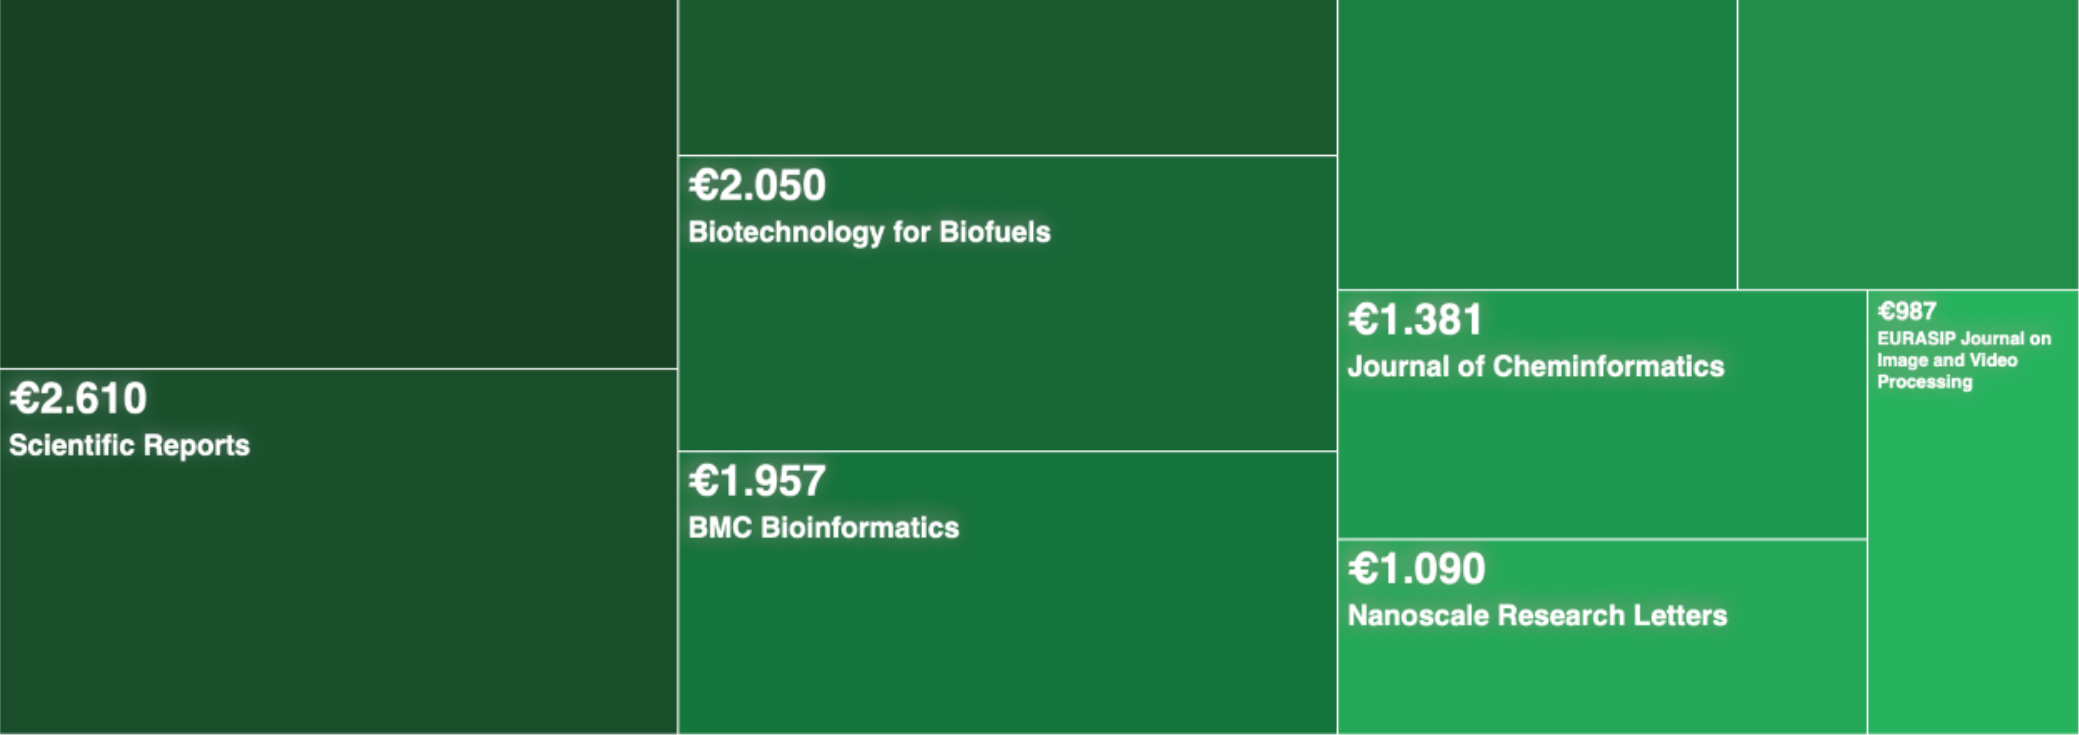 €2.610
Scientific Reports
€2.050
Biotechnology for Biofuels
€1.957
BMC Bioinformatics
€1.381
Journal of Cheminformatics
€1.090
Nanoscale Research Letters
€987
EURASIP Journal on
Image and Video
Processing